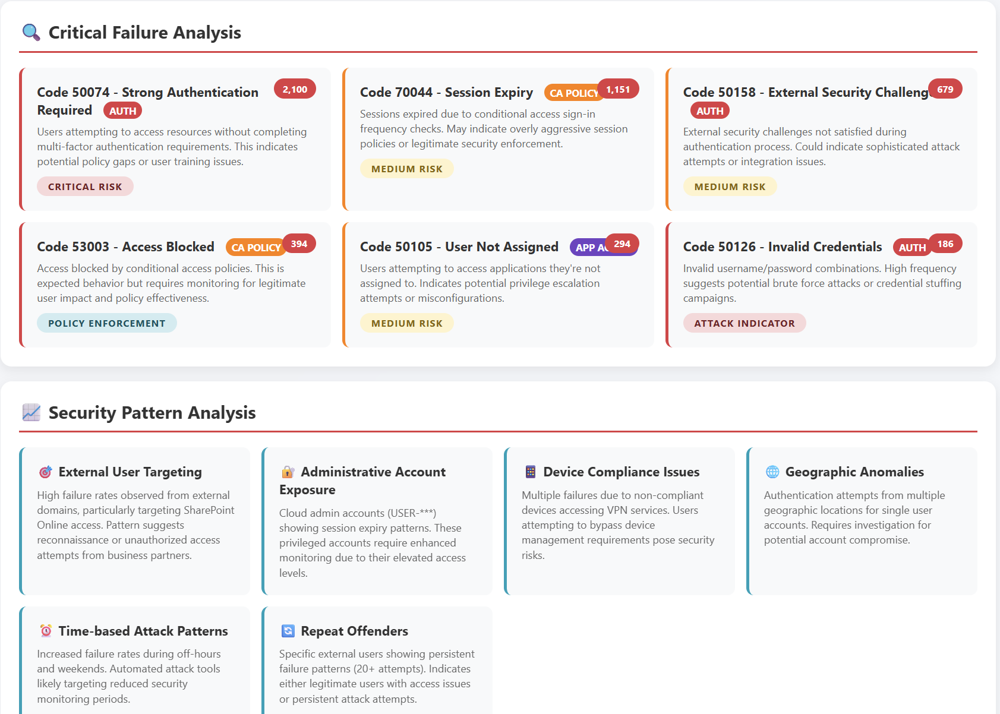 Critical Failure Analysis
Code 50074 - Strong Authentication
Required AUTH
2,100
Users attempting to access resources without completing
multi-factor authentication requirements. This indicates
potential policy gaps or user training issues.
CRITICAL RISK
Code 70044 - Session Expiry CA POLICY 1,151
Sessions expired due to conditional access sign-in
frequency checks. May indicate overly aggressive session
policies or legitimate security enforcement.
MEDIUM RISK
Code 50158 - External Security 679
AUTH
External security challenges not satisfied during
authentication process. Could indicate sophisticated attack
attempts or integration issues.
MEDIUM RISK
Code 53003 - Access Blocked CA POLICY 394
Access blocked by conditional access policies. This is
expected behavior but requires monitoring for legitimate
user impact and policy effectiveness.
POLICY ENFORCEMENT
Code 50105 - User Not Assigned APP 294
Users attempting to access applications they're not
assigned to. Indicates potential privilege escalation
attempts or misconfigurations.
MEDIUM RISK
Code 50126 - Invalid Credentials AUTH 186
Invalid username/password combinations. High frequency
suggests potential brute force attacks or credential stuffing
campaigns.
ATTACK INDICATOR
Security Pattern Analysis
External User Targeting
High failure rates observed from external
domains, particularly targeting SharePoint
Online access. Pattern suggests
reconnaissance or unauthorized access
attempts from business partners.
Administrative Account
Exposure
Cloud admin accounts (USER-***)
showing session expiry patterns. These
privileged accounts require enhanced
monitoring due to their elevated access
levels.
Device Compliance Issues
Multiple failures due to non-compliant
devices accessing VPN services. Users
attempting to bypass device
management requirements pose security
risks.
Geographic Anomalies
Authentication attempts from multiple
geographic locations for single user
accounts. Requires investigation for
potential account compromise.
Time-based Attack Patterns
Increased failure rates during off-hours
and weekends. Automated attack tools
likely targeting reduced security
monitoring periods.
Repeat Offenders
Specific external users showing persistent
failure patterns (20+ attempts). Indicates
either legitimate users with access issues
or persistent attack attempts.